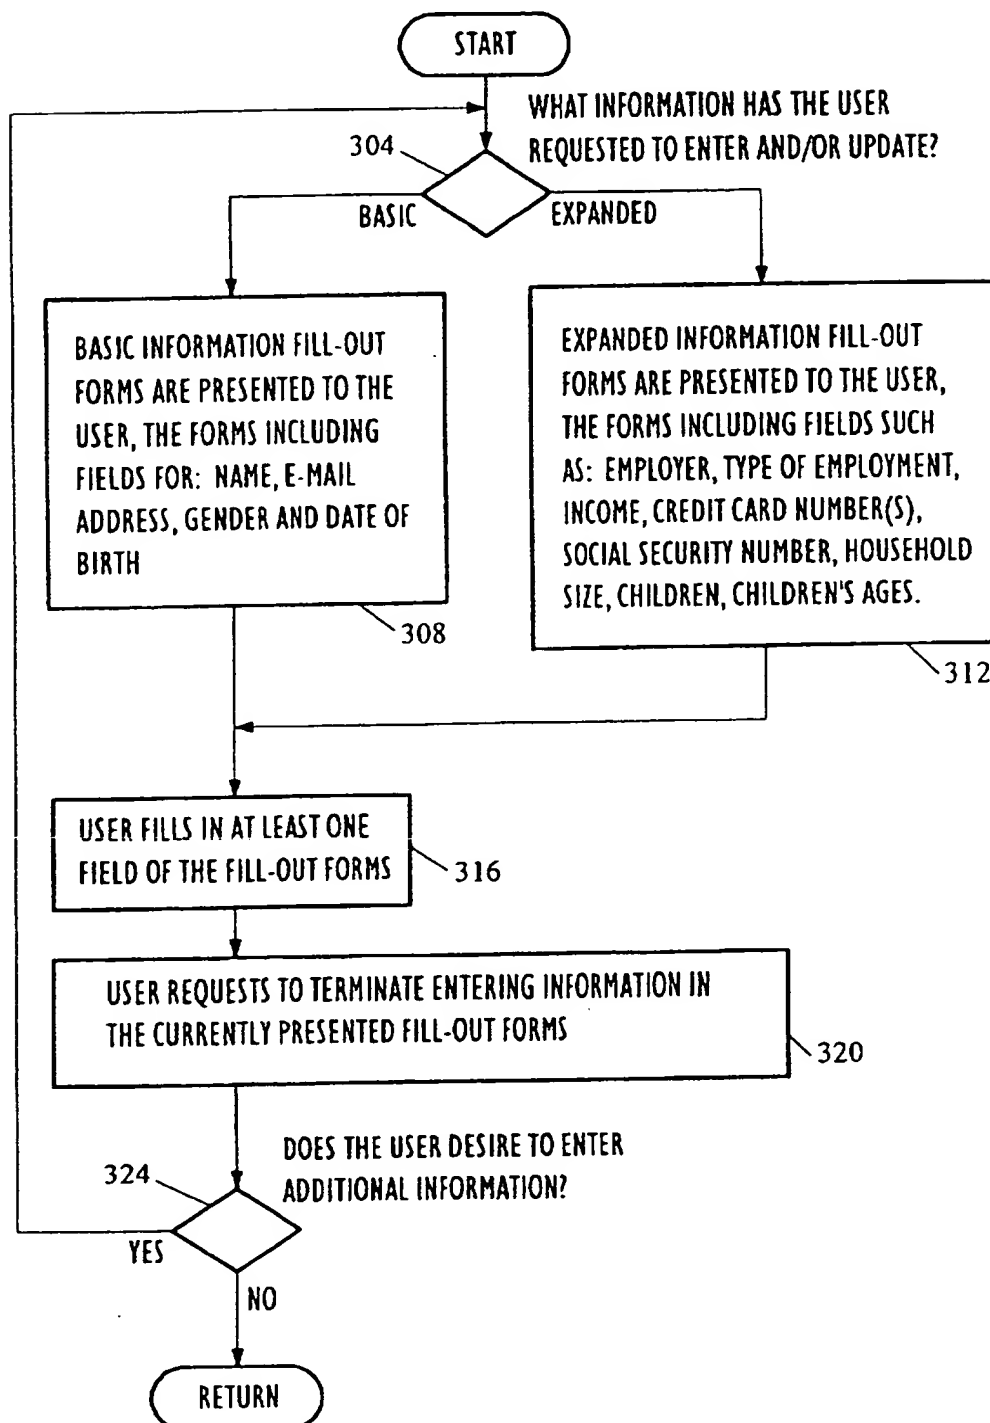 START
WHAT INFORMATION HAS THE USER
REQUESTED TO ENTER AND/OR UPDATE?
304
BASIC
EXPANDED
BASIC INFORMATION FILL-OUT
FORMS ARE PRESENTED TO THE
USER, THE FORMS INCLUDING
FIELDS FOR: NAME, E-MAIL
ADDRESS, GENDER AND DATE OF
BIRTH
308
EXPANDED INFORMATION FILL-OUT
FORMS ARE PRESENTED TO THE USER,
THE FORMS INCLUDING FIELDS SUCH
AS: EMPLOYER, TYPE OF EMPLOYMENT,
INCOME, CREDIT CARD NUMBER(S),
SOCIAL SECURITY NUMBER, HOUSEHOLD
SIZE, CHILDREN, CHILDREN'S AGES.
312
USER FILLS IN AT LEAST ONE
FIELD OF THE FILL-OUT FORMS
316
USER REQUESTS TO TERMINATE ENTERING INFORMATION IN
THE CURRENTLY PRESENTED FILL-OUT FORMS
320
DOES THE USER DESIRE TO ENTER
ADDITIONAL INFORMATION?
324
YES
NO
RETURN